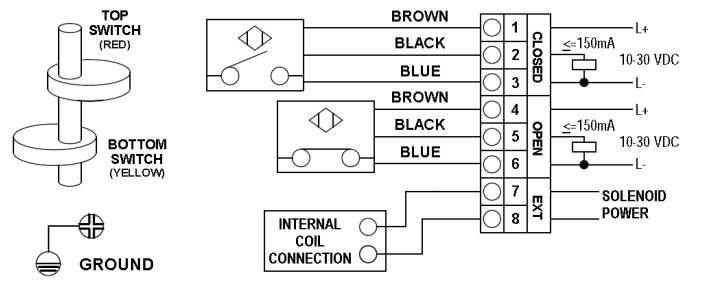 TOP
SWITCH
(RED)
BOTTOM
SWITCH
(YELLOW)
GROUND
BROWN
BLACK
BLUE
BROWN
BLACK
BLUE
INTERNAL
COIL
CONNECTION
1
2
3
4
5
6
7
8
CLOSED
OPEN
EXT
L+
<=150mA
10-30 VDC
L-
L+
<=150mA
10-30 VDC
L-
SOLENOID
POWER